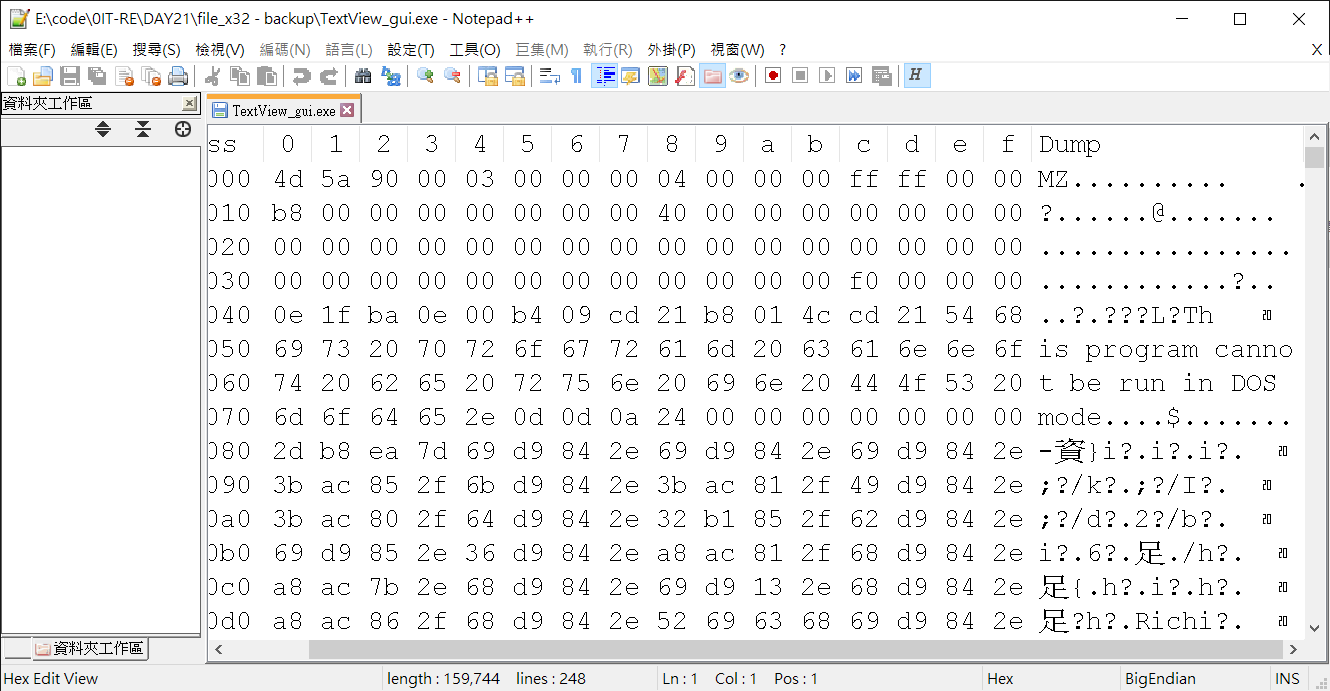 E:\code\0IT-RE\DAY21\file_x32 - backup\TextView_gui.exe - Notepad++
檔案(F) 編輯(E) 搜尋(S) 檢視(V) 編碼(N) 語言(L) 設定(T) 工具(O) 巨集(M) 執行(R) 外掛(P) 視窗(W) ? X
H
資料夾工作區
TextView_gui.exe
ss 0 1 2 3 4 5 6 7 8 9 a b c d e f Dump
000 4d 5a 90 00 03 00 00 00 04 00 00 00 ff ff 00 00 MZ.......... .
010 b8 00 00 00 00 00 00 00 40 00 00 00 00 00 00 00 ?......@.......
020 00 00 00 00 00 00 00 00 00 00 00 00 00 00 00 00 ................
030 00 00 00 00 00 00 00 00 00 00 00 00 f0 00 00 00 ............?..
040 0e 1f ba 0e 00 b4 09 cd 21 b8 01 4c cd 21 54 68 ..?.???L?Th
050 69 73 20 70 72 6f 67 72 61 6d 20 63 61 6e 6e 6f is program canno
060 74 20 62 65 20 72 75 6e 20 69 6e 20 44 4f 53 20 t be run in DOS
070 6d 6f 64 65 2e 0d 0d 0a 24 00 00 00 00 00 00 00 mode....$.......
080 2d b8 ea 7d 69 d9 84 2e 69 d9 84 2e 69 d9 84 2e -資}i?.i?.i?.
090 3b ac 85 2f 6b d9 84 2e 3b ac 81 2f 49 d9 84 2e ;?/k?.;?/I?.
0a0 3b ac 80 2f 64 d9 84 2e 32 b1 85 2f 62 d9 84 2e ;?/d?.2?/b?.
0b0 69 d9 85 2e 36 d9 84 2e a8 ac 81 2f 68 d9 84 2e i?.6?.足./h?.
0c0 a8 ac 7b 2e 68 d9 84 2e 69 d9 13 2e 68 d9 84 2e 足{.h?.i?.h?.
0d0 a8 ac 86 2f 68 d9 84 2e 52 69 63 68 69 d9 84 2e 足?h?.Richi?.
資料夾工作區
Hex Edit View length : 159,744 lines : 248 Ln : 1 Col : 1 Pos : 1 Hex BigEndian INS